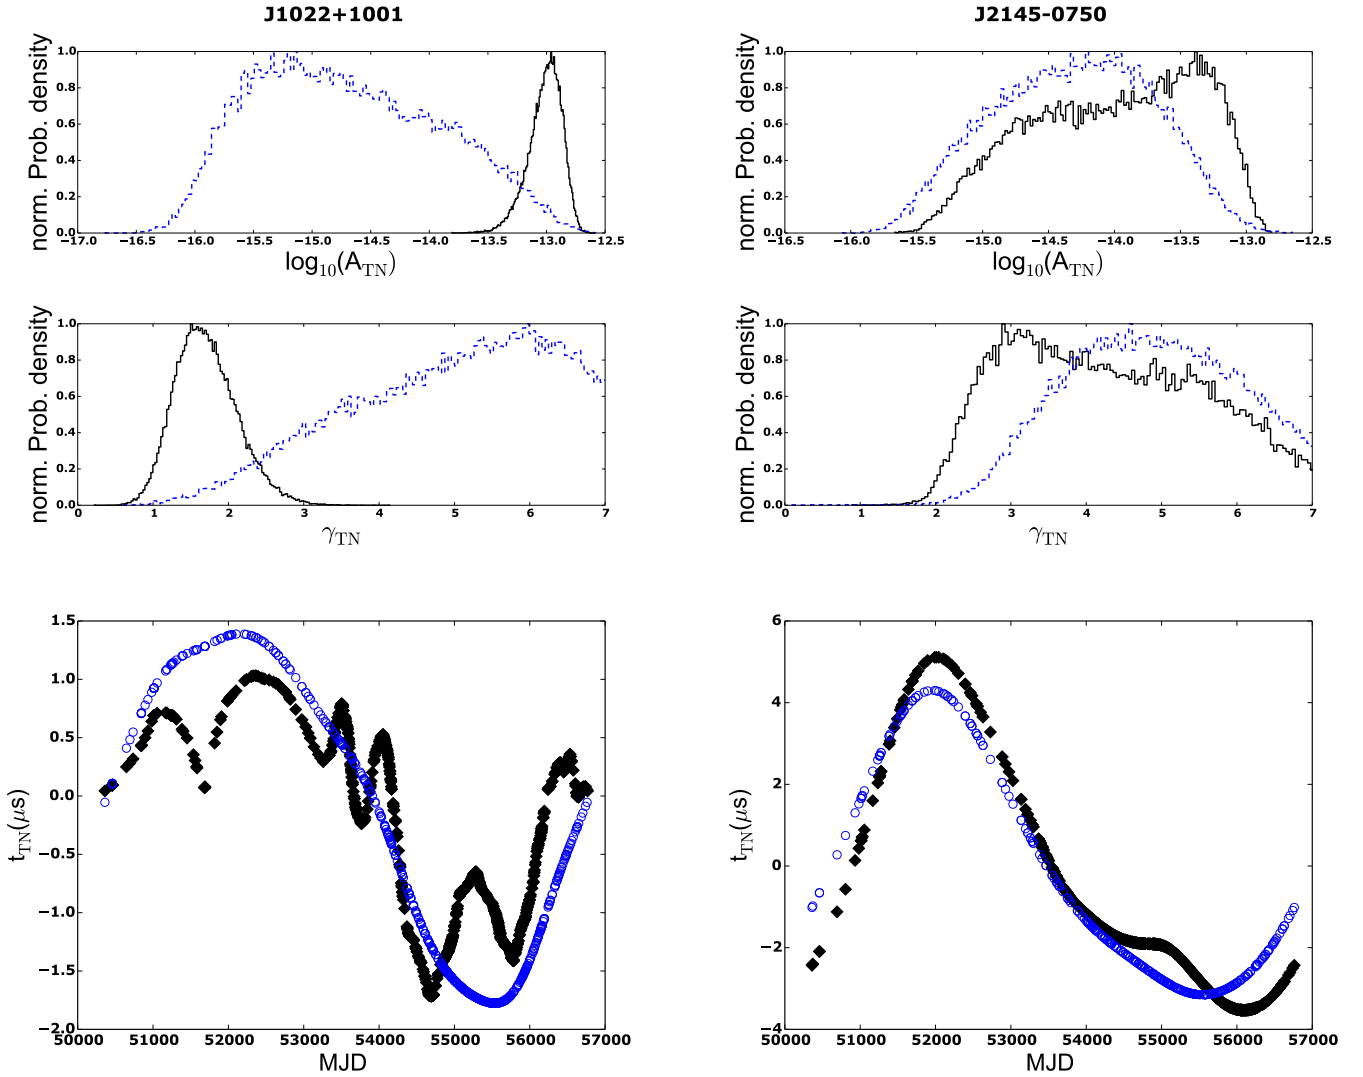 J1022+1001
J2145-0750
norm. Prob. density
1.0
0.8
0.6
0.4
0.2
0.0
−17.0 −16.5 −16.0 −15.5 −15.0 −14.5 −14.0 −13.5 −13.0 −12.5
log10(ATN)
norm. Prob. density
1.0
0.8
0.6
0.4
0.2
0.0
−16.5 −16.0 −15.5 −15.0 −14.5 −14.0 −13.5 −13.0 −12.5
log10(ATN)
norm. Prob. density
1.0
0.8
0.6
0.4
0.2
0.0
0 1 2 3 4 5 6 7
γTN
norm. Prob. density
1.0
0.8
0.6
0.4
0.2
0.0
0 1 2 3 4 5 6 7
γTN
tTN(μs)
1.5
1.0
0.5
0.0
−0.5
−1.0
−1.5
−2.0
50000 51000 52000 53000 54000 55000 56000 57000
MJD
tTN(μs)
6
4
2
0
−2
−4
50000 51000 52000 53000 54000 55000 56000 57000
MJD